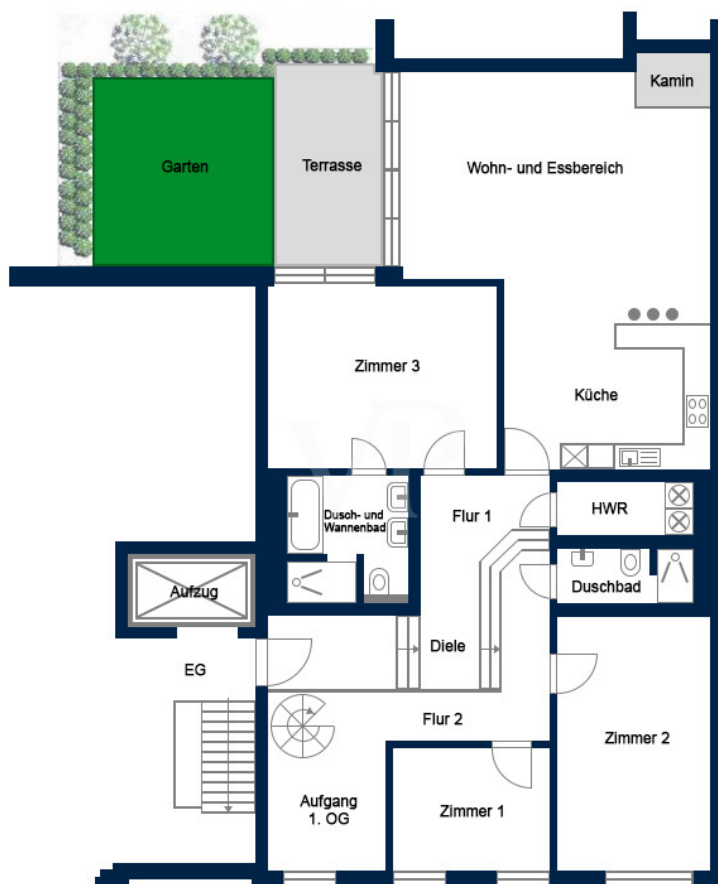 Kamin
Garten
Terrasse
Wohn- und Essbereich
Zimmer 3
Küche
Dusch- und
Wannenbad
Flur 1
HWR
Aufzug
Duschbad
Diele
EG
Flur 2
Zimmer 2
Aufgang
1. OG
Zimmer 1